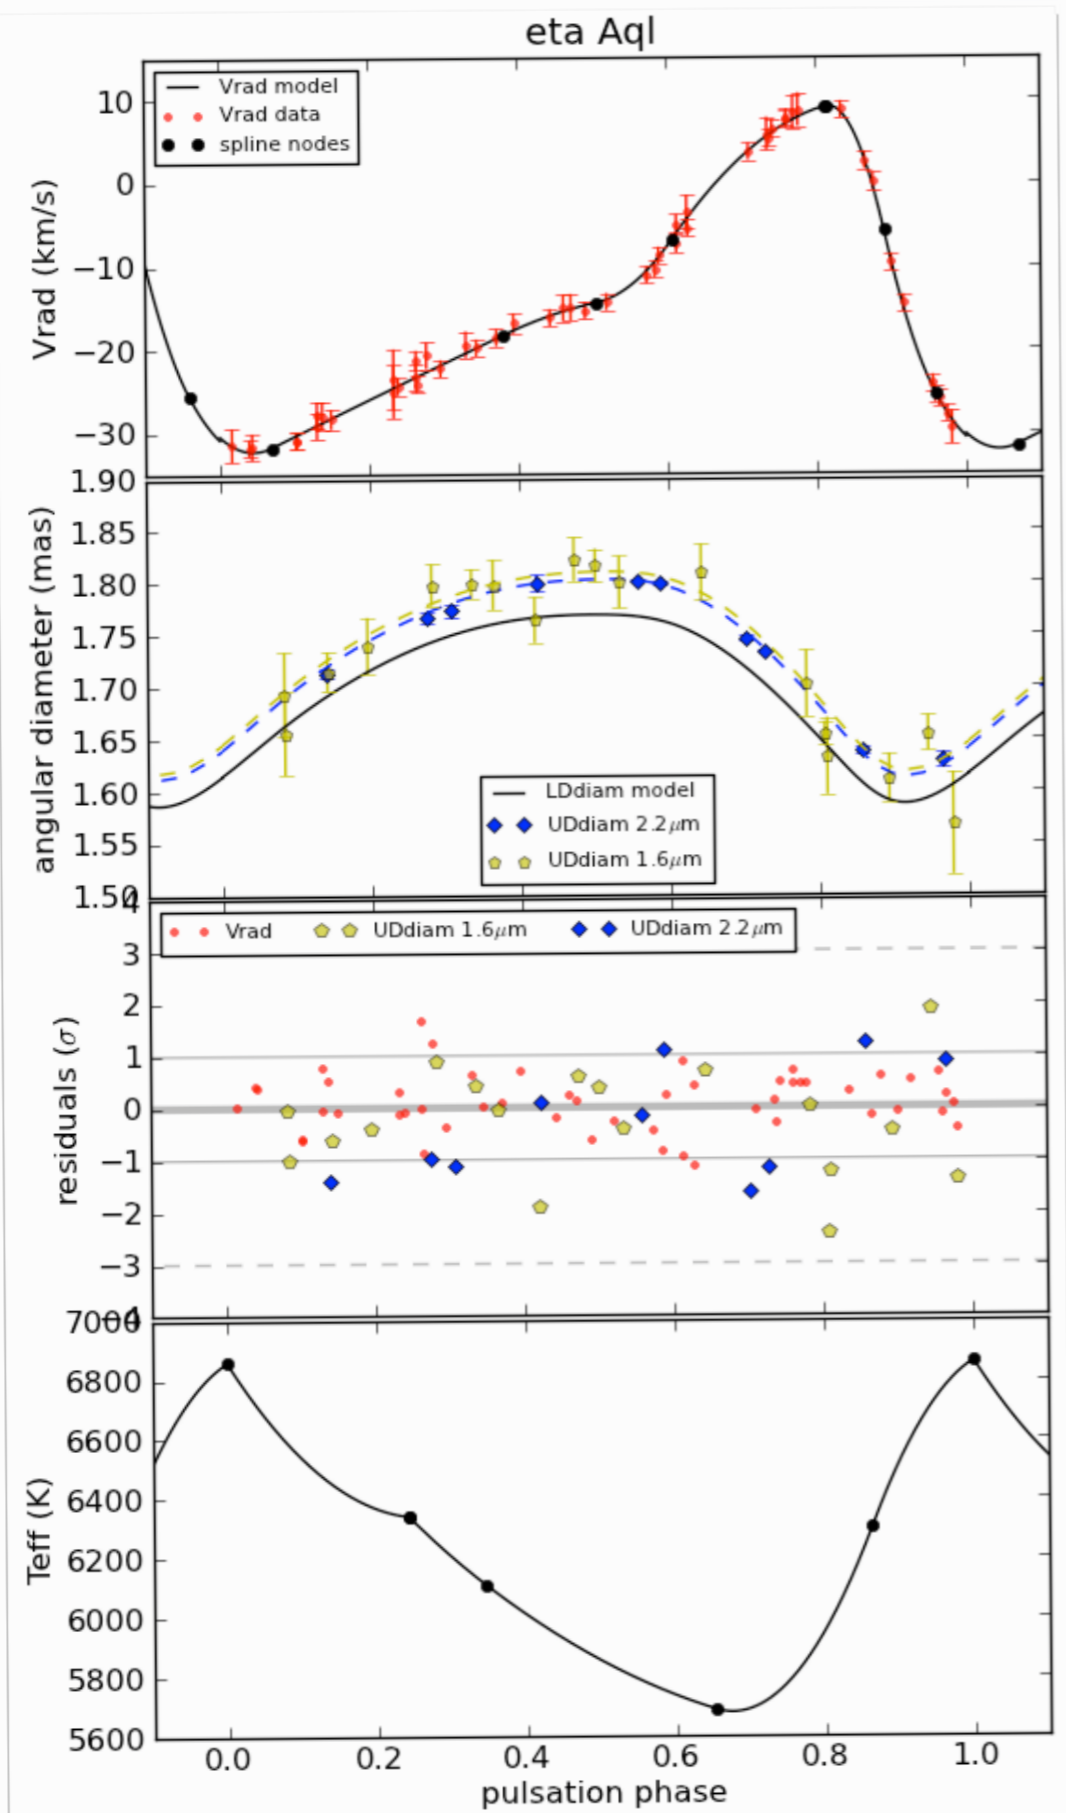 eta Aql
Vrad model
Vrad data
spline nodes
10
0
−10
−20
−30
Vrad (km/s)
1.90
1.85
1.80
1.75
1.70
1.65
1.60
1.55
1.50
angular diameter (mas)
LDdiam model
UDdiam 2.2μm
UDdiam 1.6μm
4
3
2
1
0
−1
−2
−3
−4
residuals (σ)
Vrad UDdiam 1.6μm UDdiam 2.2μm
7000
6800
6600
6400
6200
6000
5800
5600
Teff (K)
0.0 0.2 0.4 0.6 0.8 1.0
pulsation phase